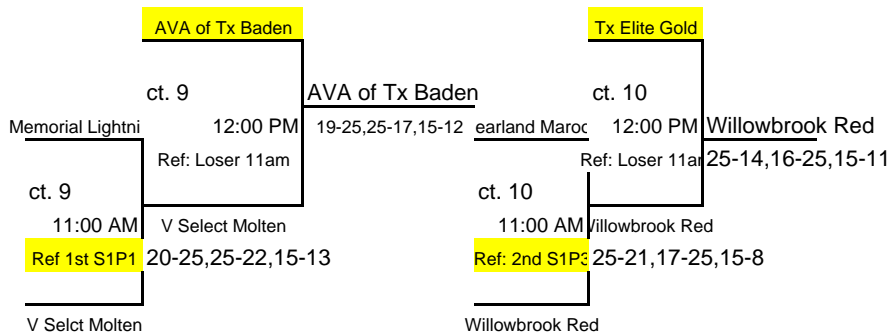 AVA of Tx Baden
Tx Elite Gold
ct. 9
AVA of Tx Baden
ct. 10
Memorial Lightni
12:00 PM
19-25,25-17,15-12
earland Maroo
12:00 PM
Willowbrook Red
Ref: Loser 11am
Ref: Loser 11am
25-14,16-25,15-11
ct. 9
ct. 10
11:00 AM
V Select Molten
11:00 AM
Willowbrook Red
Ref 1st S1P1
20-25,25-22,15-13
Ref: 2nd S1P3
25-21,17-25,15-8
V Selct Molten
Willowbrook Red